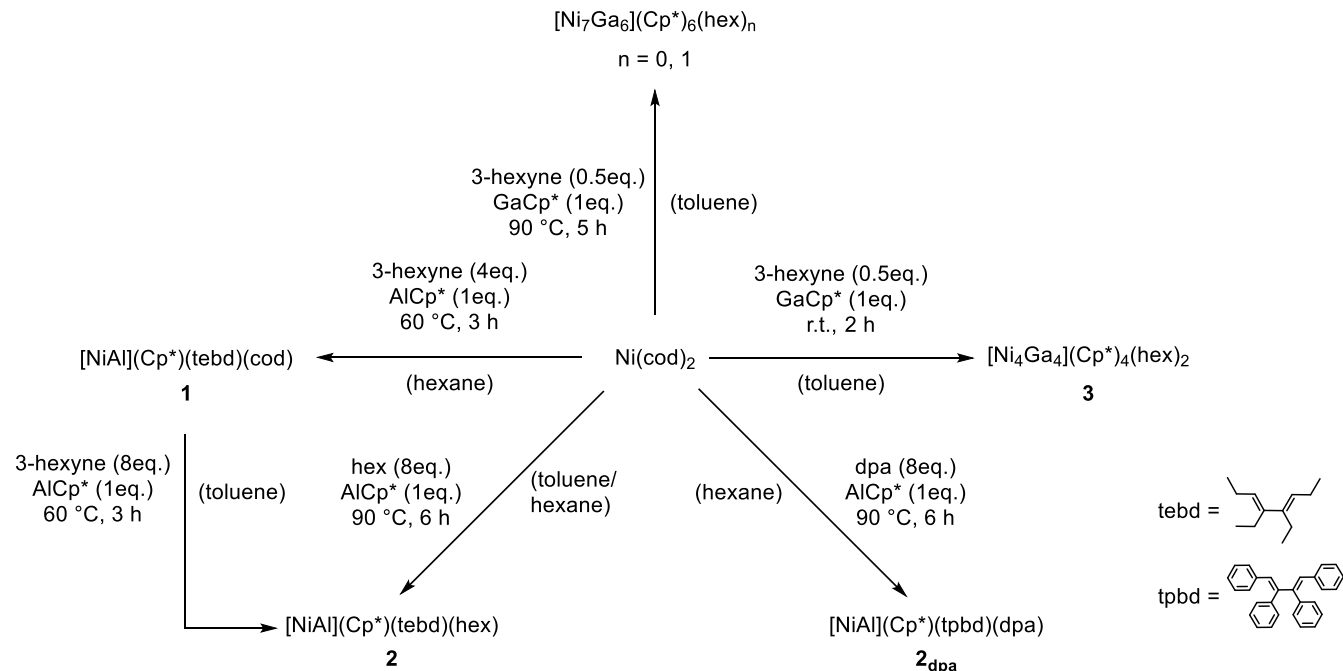 [Ni7Ga6](Cp*)6(hex)n
n = 0, 1
3-hexyne (0.5eq.)
GaCp* (1eq.)
90 °C, 5 h
(toluene)
3-hexyne (4eq.)
AlCp* (1eq.)
60 °C, 3 h
(hexane)
3-hexyne (0.5eq.)
GaCp* (1eq.)
r.t., 2 h
(toluene)
[NiAl](Cp*)(tebd)(cod)
1
Ni(cod)2
[Ni4Ga4](Cp*)4(hex)2
3
3-hexyne (8eq.)
AlCp* (1eq.)
60 °C, 3 h
(toluene)
hex (8eq.)
AlCp* (1eq.)
90 °C, 6 h
(toluene/
hexane)
(hexane)
dpa (8eq.)
AlCp* (1eq.)
90 °C, 6 h
tebd =
tpbd =
[NiAl](Cp*)(tebd)(hex)
2
[NiAl](Cp*)(tpbd)(dpa)
2dpa